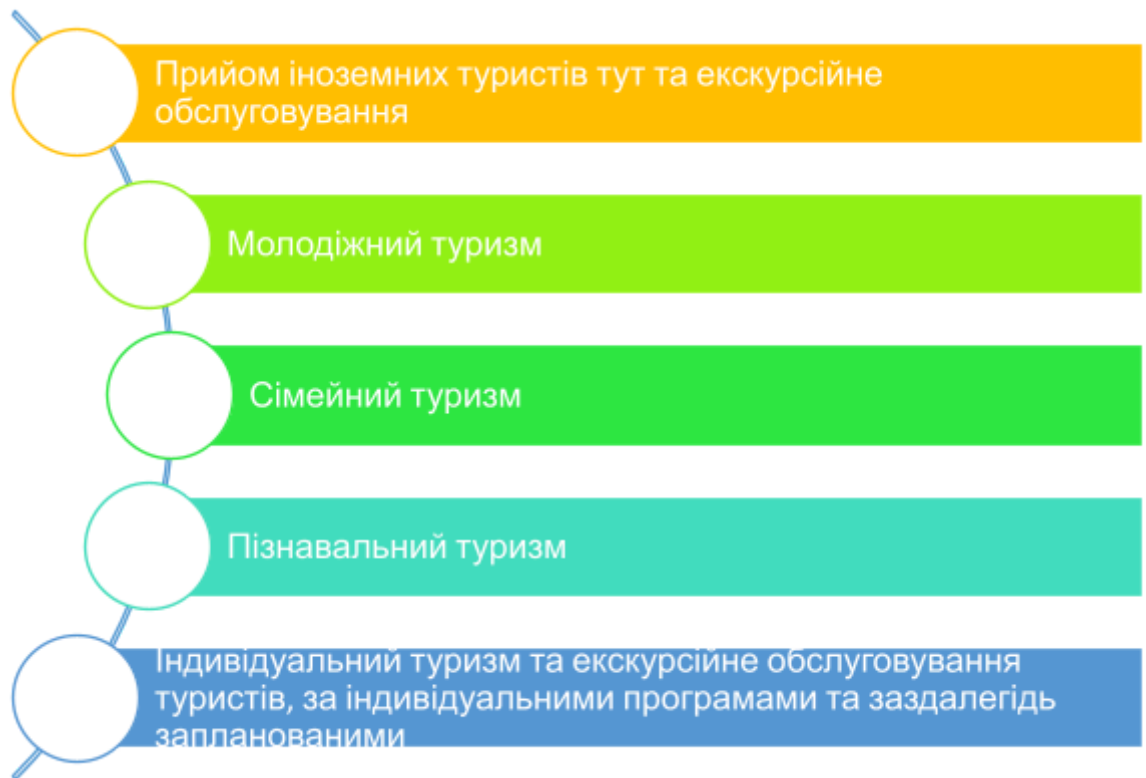 Прийом іноземних туристів тут та екскурсійне
обслуговування
Молодіжний туризм
Сімейний туризм
Пізнавальний туризм
Індивідуальний туризм та екскурсійне обслуговування
туристів, за індивідуальними програмами та заздалегідь
запланованими